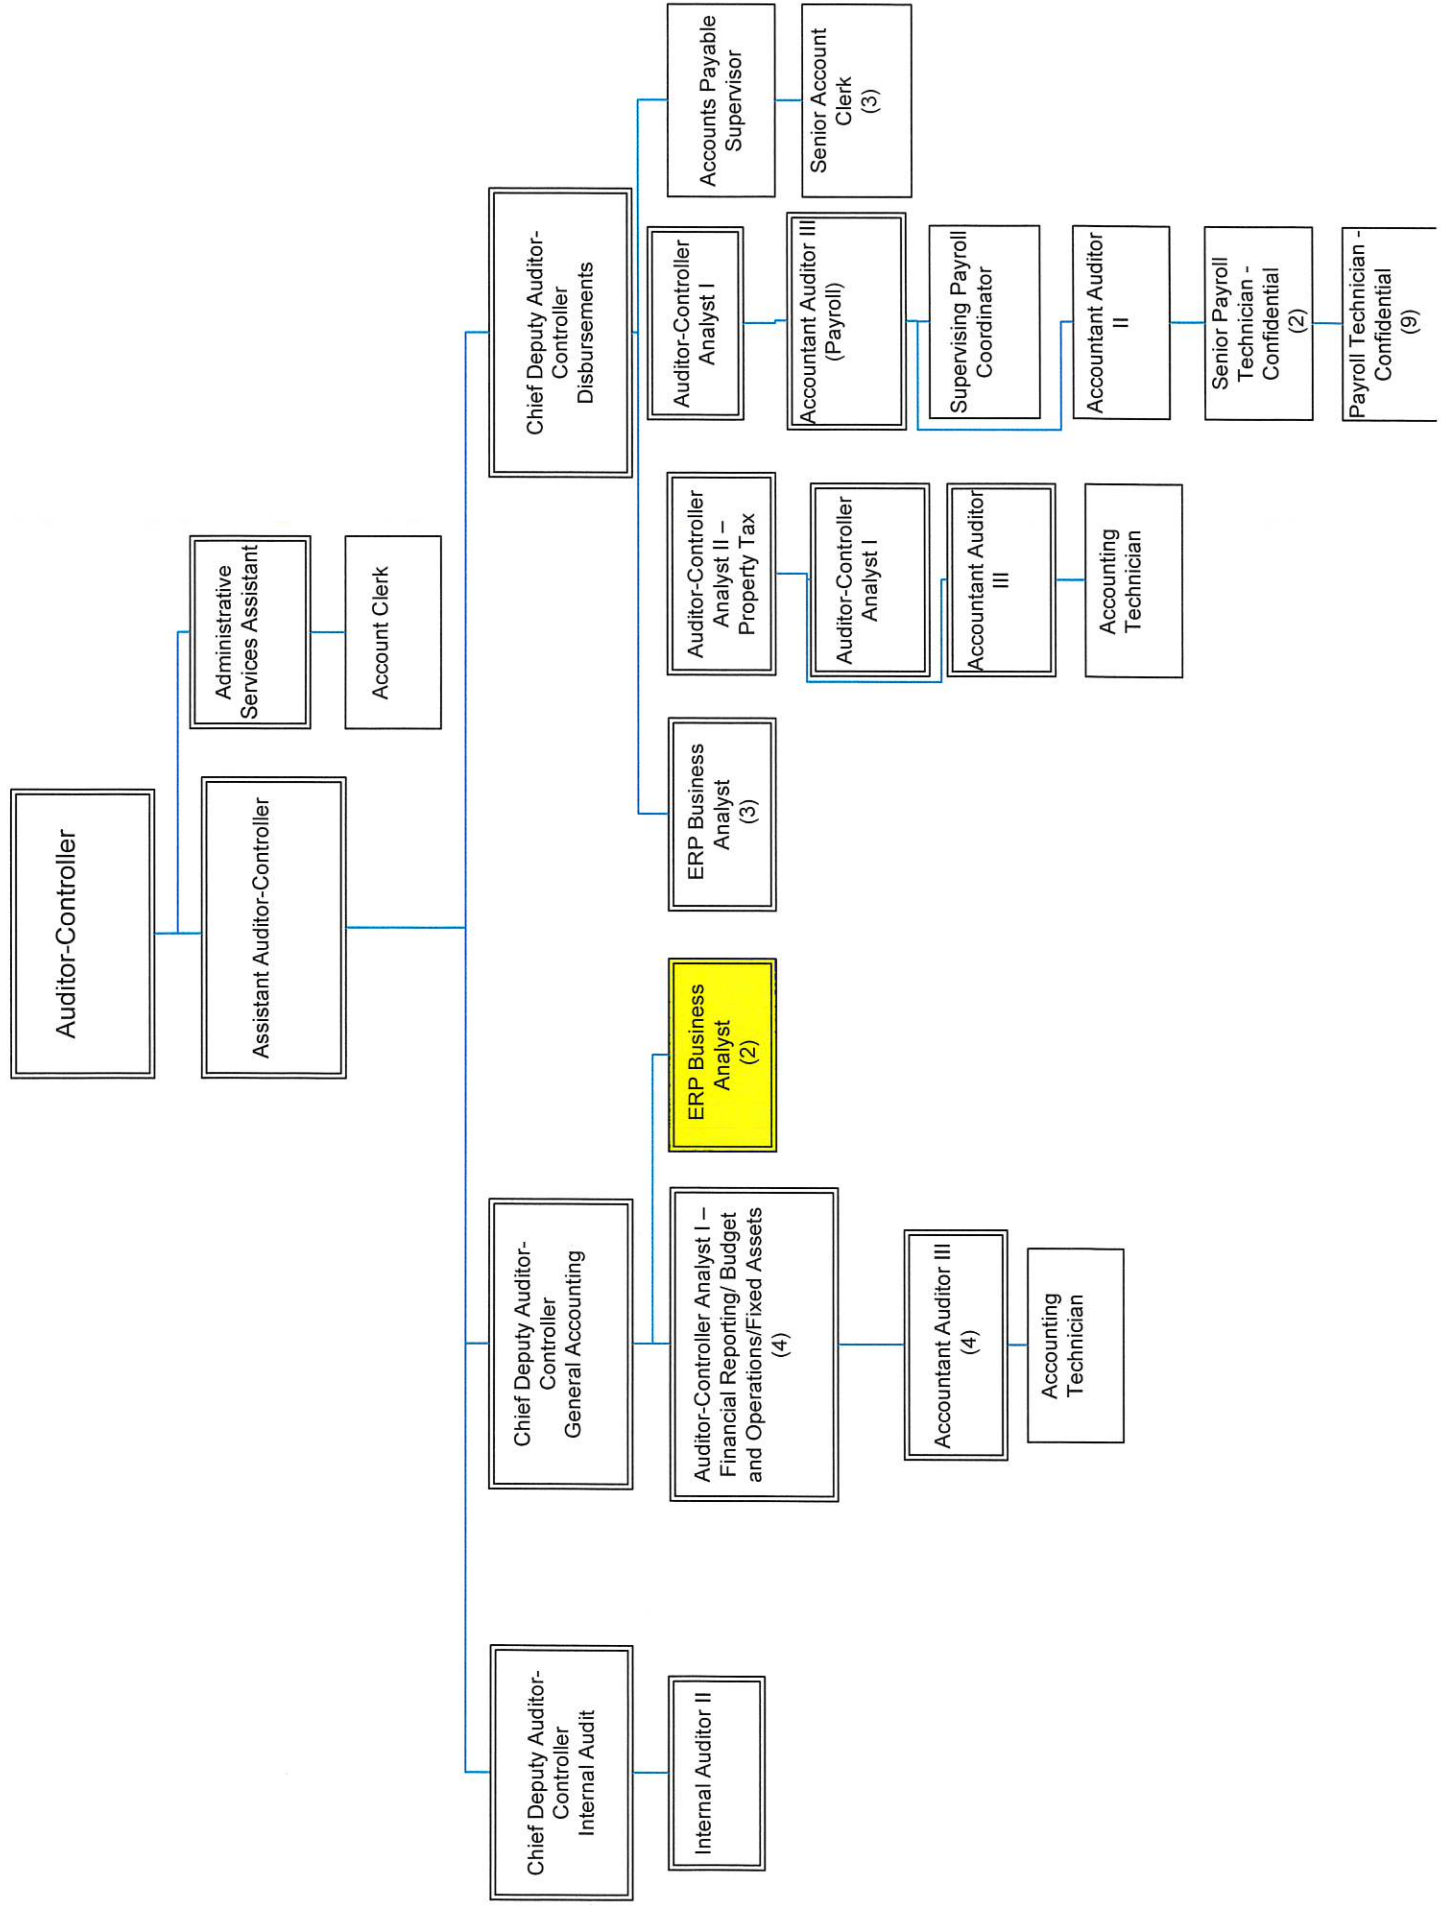 Auditor-Controller
Assistant Auditor-Controller
Administrative
Services Assistant
Account Clerk
Chief Deputy Auditor-
Controller
Internal Audit
Internal Auditor II
Chief Deputy Auditor-
Controller
General Accounting
Auditor-Controller Analyst I –
Financial Reporting/ Budget
and Operations/Fixed Assets
(4)
Accountant Auditor III
(4)
Accounting
Technician
ERP Business
Analyst
(2)
Chief Deputy Auditor-
Controller
Disbursements
ERP Business
Analyst
(3)
Auditor-Controller
Analyst II –
Property Tax
Auditor-Controller
Analyst I
Accountant Auditor
III
Accounting
Technician
Auditor-Controller
Analyst I
Accountant Auditor III
(Payroll)
Supervising Payroll
Coordinator
Accountant Auditor
II
Senior Payroll
Technician -
Confidential
(2)
Payroll Technician -
Confidential
(9)
Accounts Payable
Supervisor
Senior Account
Clerk
(3)